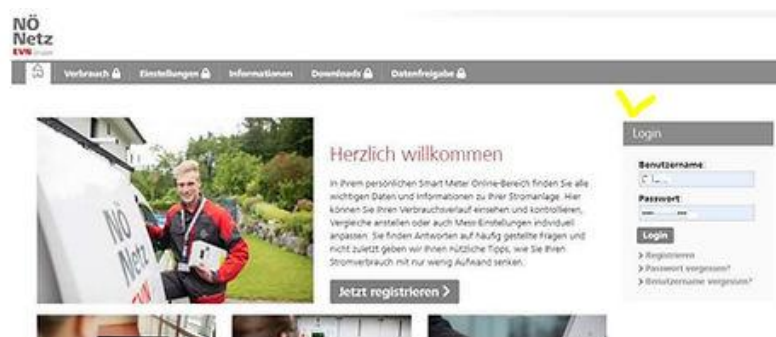 NÖ
Netz
EVN
Verbrauch
Einstellungen
Informationen
Downloads
Datenfreigabe
Herzlich willkommen
In Ihrem persönlichen Smart Meter Online-Bereich finden Sie alle
wichtigen Daten und Informationen zu Ihrer Stromanlage. Hier
können Sie Ihren Verbrauchsverlauf einsehen und kontrollieren,
Vergleiche anstellen oder auch Mess-Einstellungen individuell
anpassen. Sie finden Antworten auf häufig gestellte Fragen und
nicht zuletzt geben wir Ihnen nützliche Tipps, wie Sie Ihren
Stromverbrauch mit nur wenig Aufwand senken.
Jetzt registrieren >
Login
Benutzername:
Passwort:
Login
> Registrieren
> Passwort vergessen?
> Benutzername vergessen?
NÖ
Netz
EVN